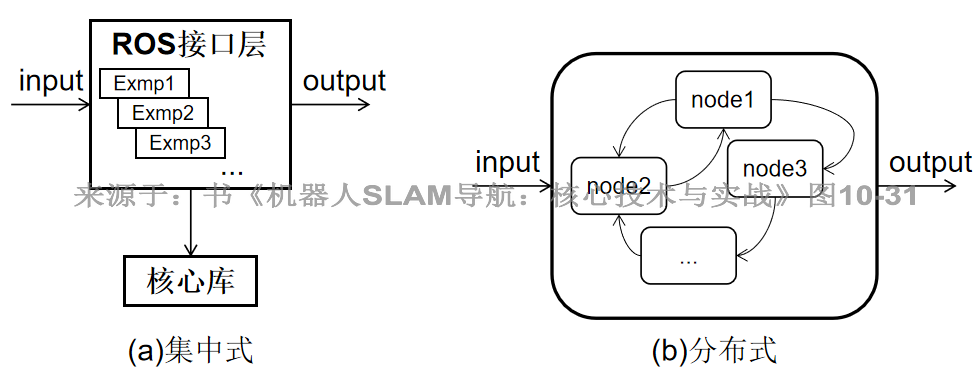 ROS接口层
input
output
Exmp1
Exmp2
Exmp3
...
核心库
(a)集中式
node1
input
node2
node3
output
...
(b)分布式
来源于：书《机器人SLAM导航：核心技术与实战》图10-31